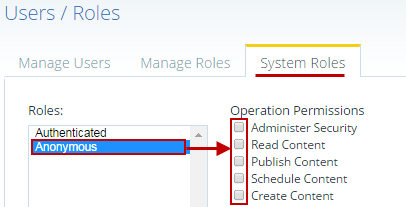 Users / Roles
Manage Users Manage Roles System Roles
Roles:
Authenticated
Anonymous
Operation Permissions
Administer Security
Read Content
Publish Content
Schedule Content
Create Content